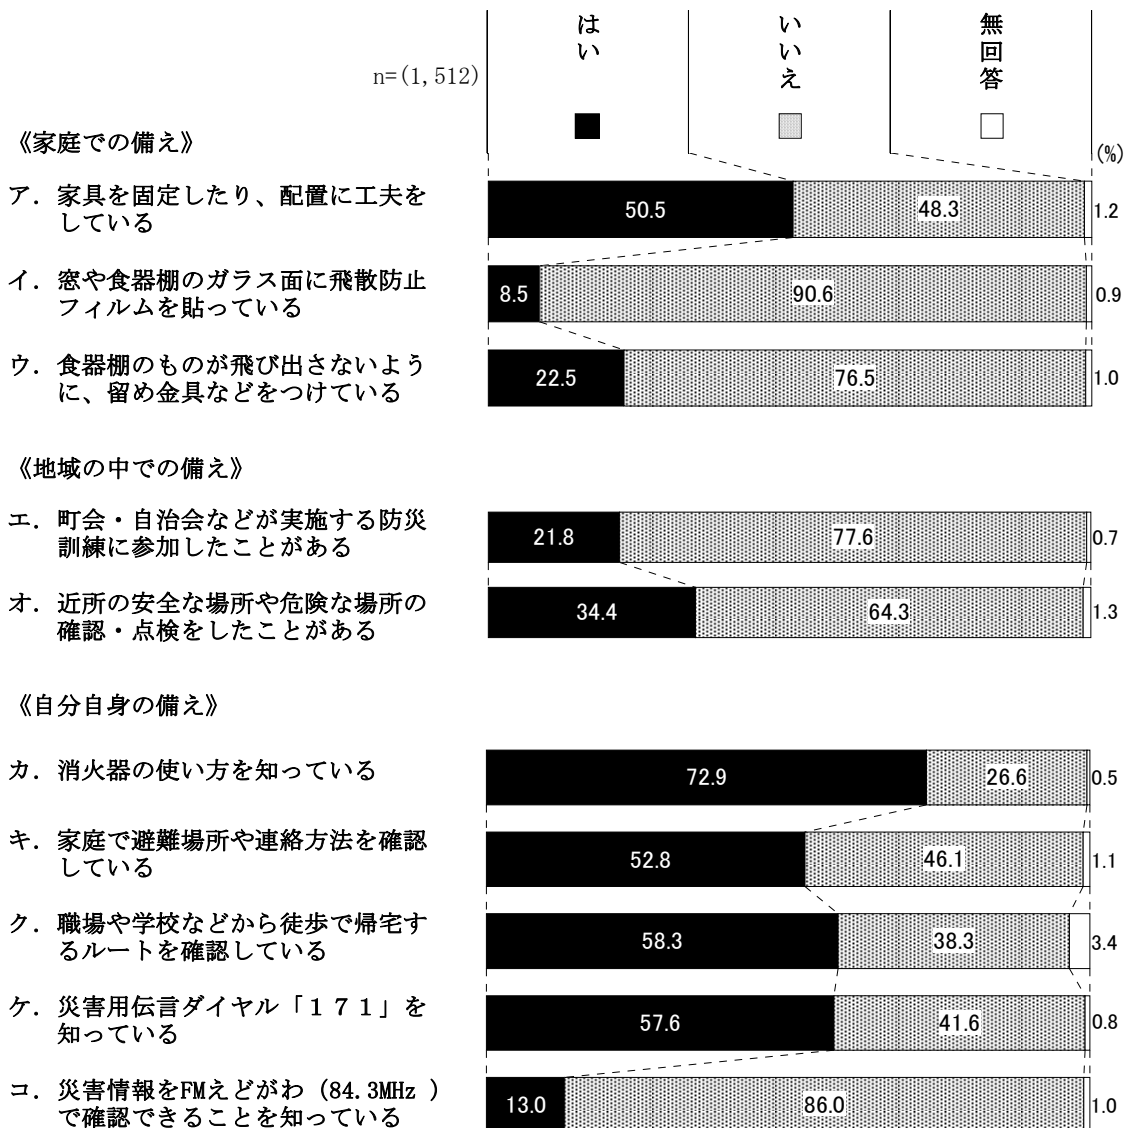 はい
いいえ
無回答
n=(1,512)
(%)
《家庭での備え》
ア．家具を固定したり、配置に工夫を
している
50.5
48.3
1.2
イ．窓や食器棚のガラス面に飛散防止
フィルムを貼っている
8.5
90.6
0.9
ウ．食器棚のものが飛び出さないよう
に、留め金具などをつけている
22.5
76.5
1.0
《地域の中での備え》
エ．町会・自治会などが実施する防災
訓練に参加したことがある
21.8
77.6
0.7
オ．近所の安全な場所や危険な場所の
確認・点検をしたことがある
34.4
64.3
1.3
《自分自身の備え》
カ．消火器の使い方を知っている
72.9
26.6
0.5
キ．家庭で避難場所や連絡方法を確認
している
52.8
46.1
1.1
ク．職場や学校などから徒歩で帰宅す
るルートを確認している
58.3
38.3
3.4
ケ．災害用伝言ダイヤル「１７１」を
知っている
57.6
41.6
0.8
コ．災害情報をFMえどがわ（84.3MHz ）
で確認できることを知っている
13.0
86.0
1.0